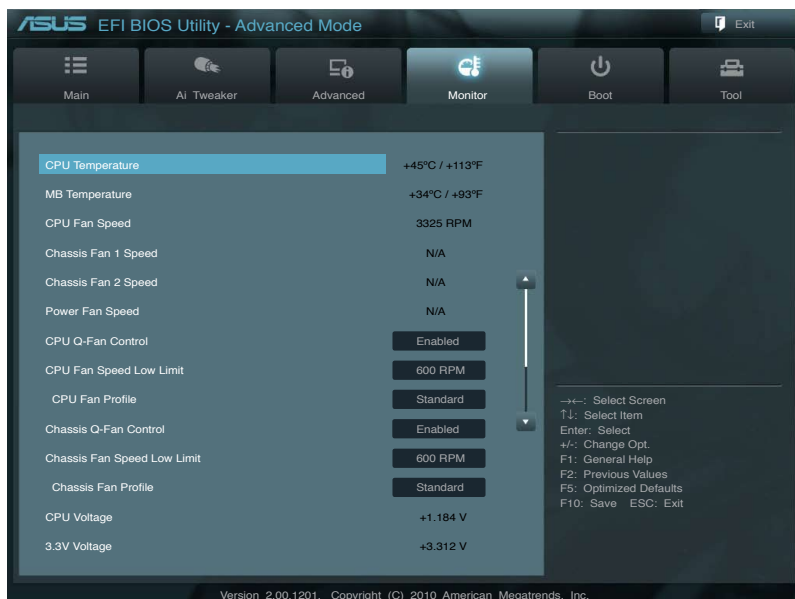 ASUS EFI BIOS Utility - Advanced Mode
Exit
Main Ai Tweaker Advanced Monitor Boot Tool
CPU Temperature +45ºC / +113ºF
MB Temperature +34ºC / +93ºF
CPU Fan Speed 3325 RPM
Chassis Fan 1 Speed N/A
Chassis Fan 2 Speed N/A
Power Fan Speed N/A
CPU Q-Fan Control Enabled
CPU Fan Speed Low Limit 600 RPM
CPU Fan Profile Standard
Chassis Q-Fan Control Enabled
Chassis Fan Speed Low Limit 600 RPM
Chassis Fan Profile Standard
CPU Voltage +1.184 V
3.3V Voltage +3.312 V
→←: Select Screen
↑↓: Select Item
Enter: Select
+/-: Change Opt.
F1: General Help
F2: Previous Values
F5: Optimized Defaults
F10: Save ESC: Exit
Version 2.00.1201. Copyright (C) 2010 American Megatrends, Inc.